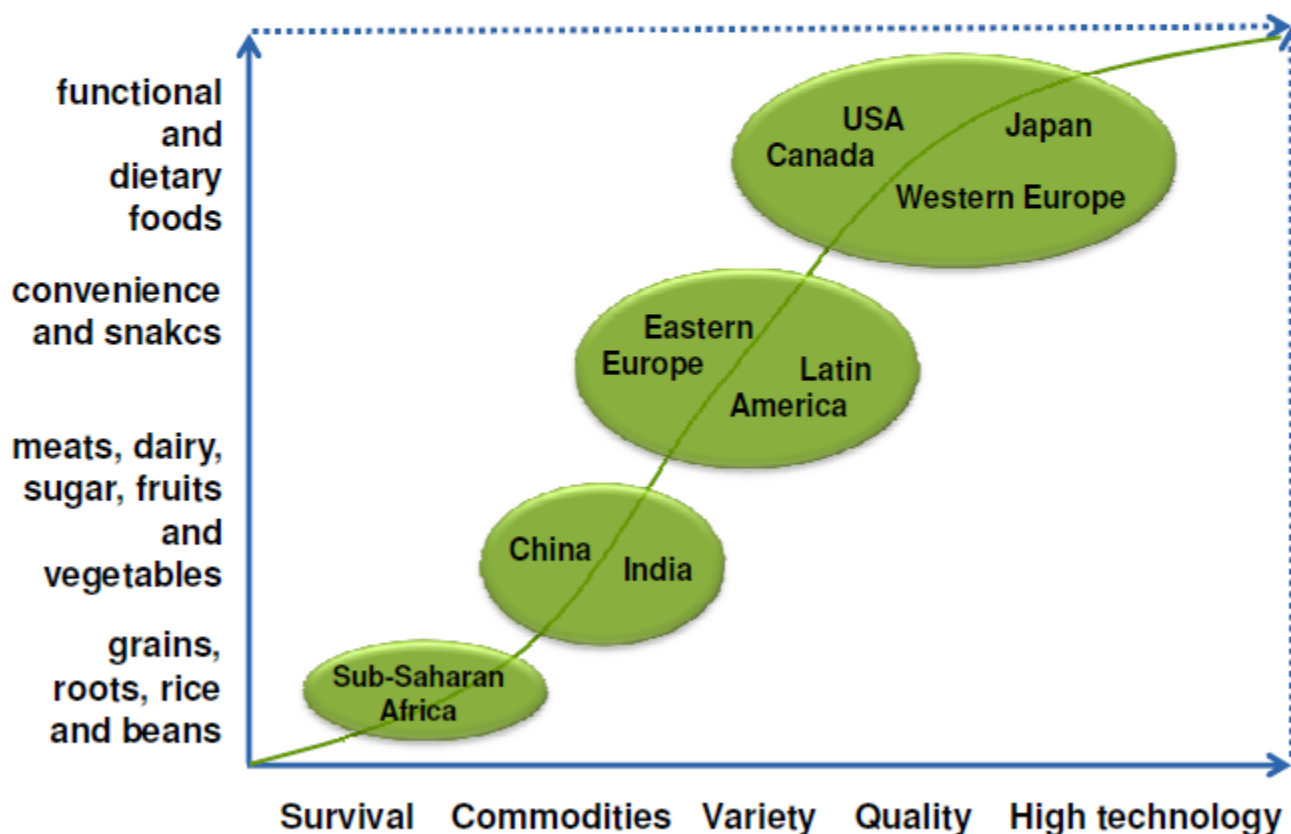 functional
and
dietary
foods
convenience
and snakcs
meats, dairy,
sugar, fruits
and
vegetables
grains,
roots, rice
and beans
USA
Canada
Japan
Western Europe
Eastern
Europe
Latin
America
China
India
Sub-Saharan
Africa
Survival Commodities Variety Quality High technology